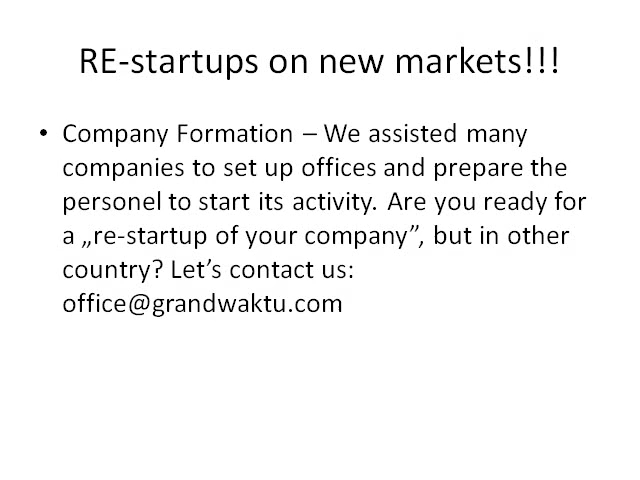 RE-startups on new markets!!!
• Company Formation – We assisted many
companies to set up offices and prepare the
personel to start its activity. Are you ready for
a „re-startup of your company”, but in other
country? Let’s contact us:
office@grandwaktu.com